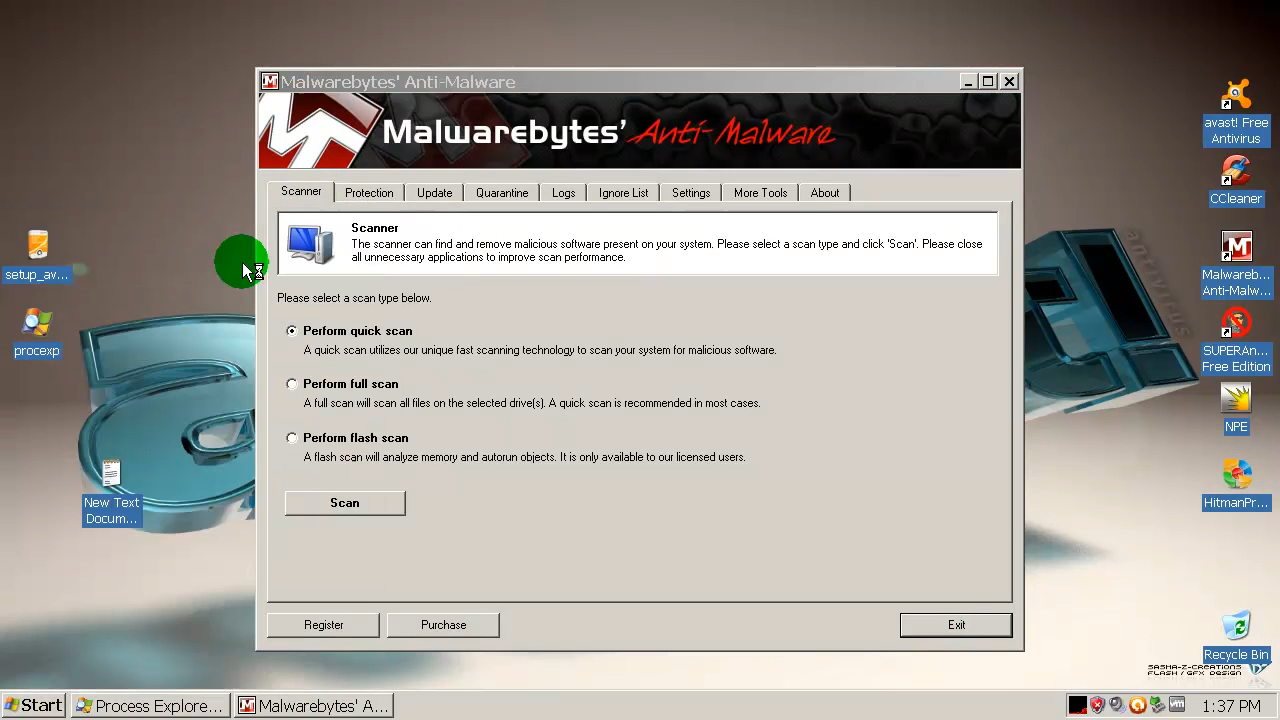 Malwarebytes' Anti-Malware
Malwarebytes' Anti-Malware
Scanner
Protection
Update
Quarantine
Logs
Ignore List
Settings
More Tools
About
Scanner
The scanner can find and remove malicious software present on your system. Please select a scan type and click 'Scan'. Please close
all unnecessary applications to improve scan performance.
Please select a scan type below.
Perform quick scan
A quick scan utilizes our unique fast scanning technology to scan your system for malicious software.
Perform full scan
A full scan will scan all files on the selected drive(s). A quick scan is recommended in most cases.
Perform flash scan
A flash scan will analyze memory and autorun objects. It is only available to our licensed users.
Scan
Register
Purchase
Exit
setup_av...
procexp
New Text
Docum...
avast! Free
Antivirus
CCleaner
Malwareb...
Anti-Malw...
SUPERAn...
Free Edition
NPE
HitmanPr...
Recycle Bin
antivirus
SASHA-Z-CREATIONS
FLASH / GFX DESIGN
Start
Process Explore...
Malwarebytes' A...
1:37 PM